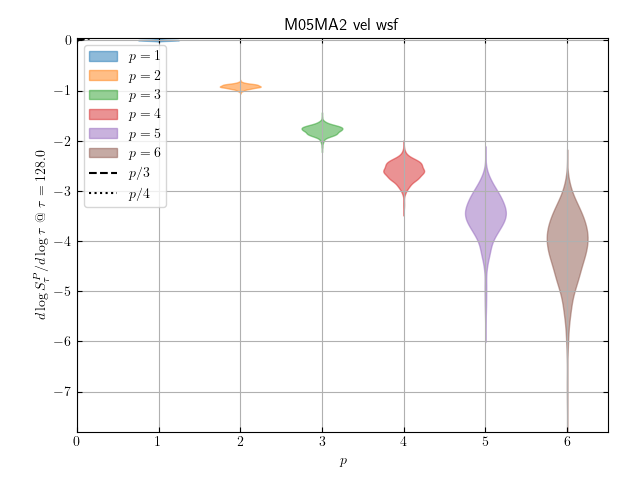 M05MA2 vel wsf
d log S_τ^P / d log τ @ τ = 128.0
0
−1
−2
−3
−4
−5
−6
−7
p = 1
p = 2
p = 3
p = 4
p = 5
p = 6
p/3
p/4
0 1 2 3 4 5 6
p